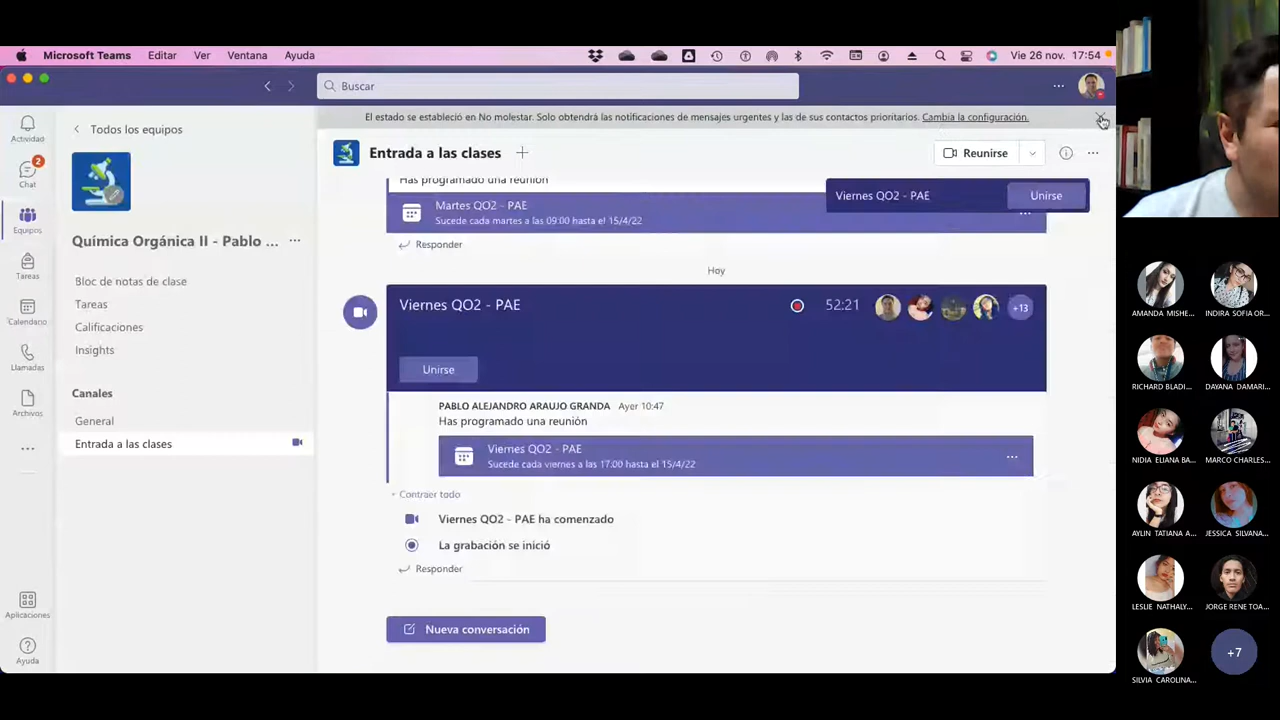 Microsoft Teams Editar Ver Ventana Ayuda Vie 26 nov. 17:54
Buscar
El estado se estableció en No molestar. Solo obtendrá las notificaciones de mensajes urgentes y las de sus contactos prioritarios. Cambia la configuración.
Actividad
Chat
2
Equipos
Tareas
Calendario
Llamadas
Archivos
Aplicaciones
Ayuda
Todos los equipos
Química Orgánica II - Pablo ...
Bloc de notas de clase
Tareas
Calificaciones
Insights
Canales
General
Entrada a las clases
Entrada a las clases
Reunirse
Has programado una reunión
Viernes QO2 - PAE Unirse
Martes QO2 - PAE
Sucede cada martes a las 09:00 hasta el 15/4/22
Responder
Hoy
Viernes QO2 - PAE 52:21 +13
Unirse
PABLO ALEJANDRO ARAUJO GRANDA Ayer 10:47
Has programado una reunión
Viernes QO2 - PAE
Sucede cada viernes a las 17:00 hasta el 15/4/22
Contraer todo
Viernes QO2 - PAE ha comenzado
La grabación se inició
Responder
Nueva conversación
AMANDA MISHE... INDIRA SOFIA OR...
RICHARD BLADI... DAYANA DAMARI...
NIDIA ELIANA BA... MARCO CHARLES...
AYLIN TATIANA A... JESSICA SILVANA...
LESLIE NATHALY... JORGE RENE TOA...
SILVIA CAROLINA... +7